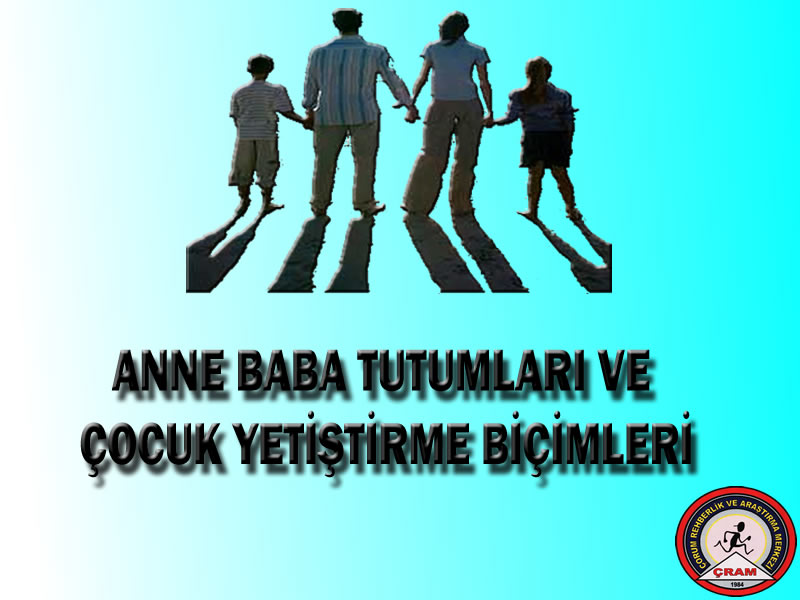 ANNE BABA TUTUMLARI VE
ÇOCUK YETİŞTİRME BİÇİMLERİ
ÇORUM REHBERLİK VE ARAŞTIRMA MERKEZİ
ÇRAM
1984